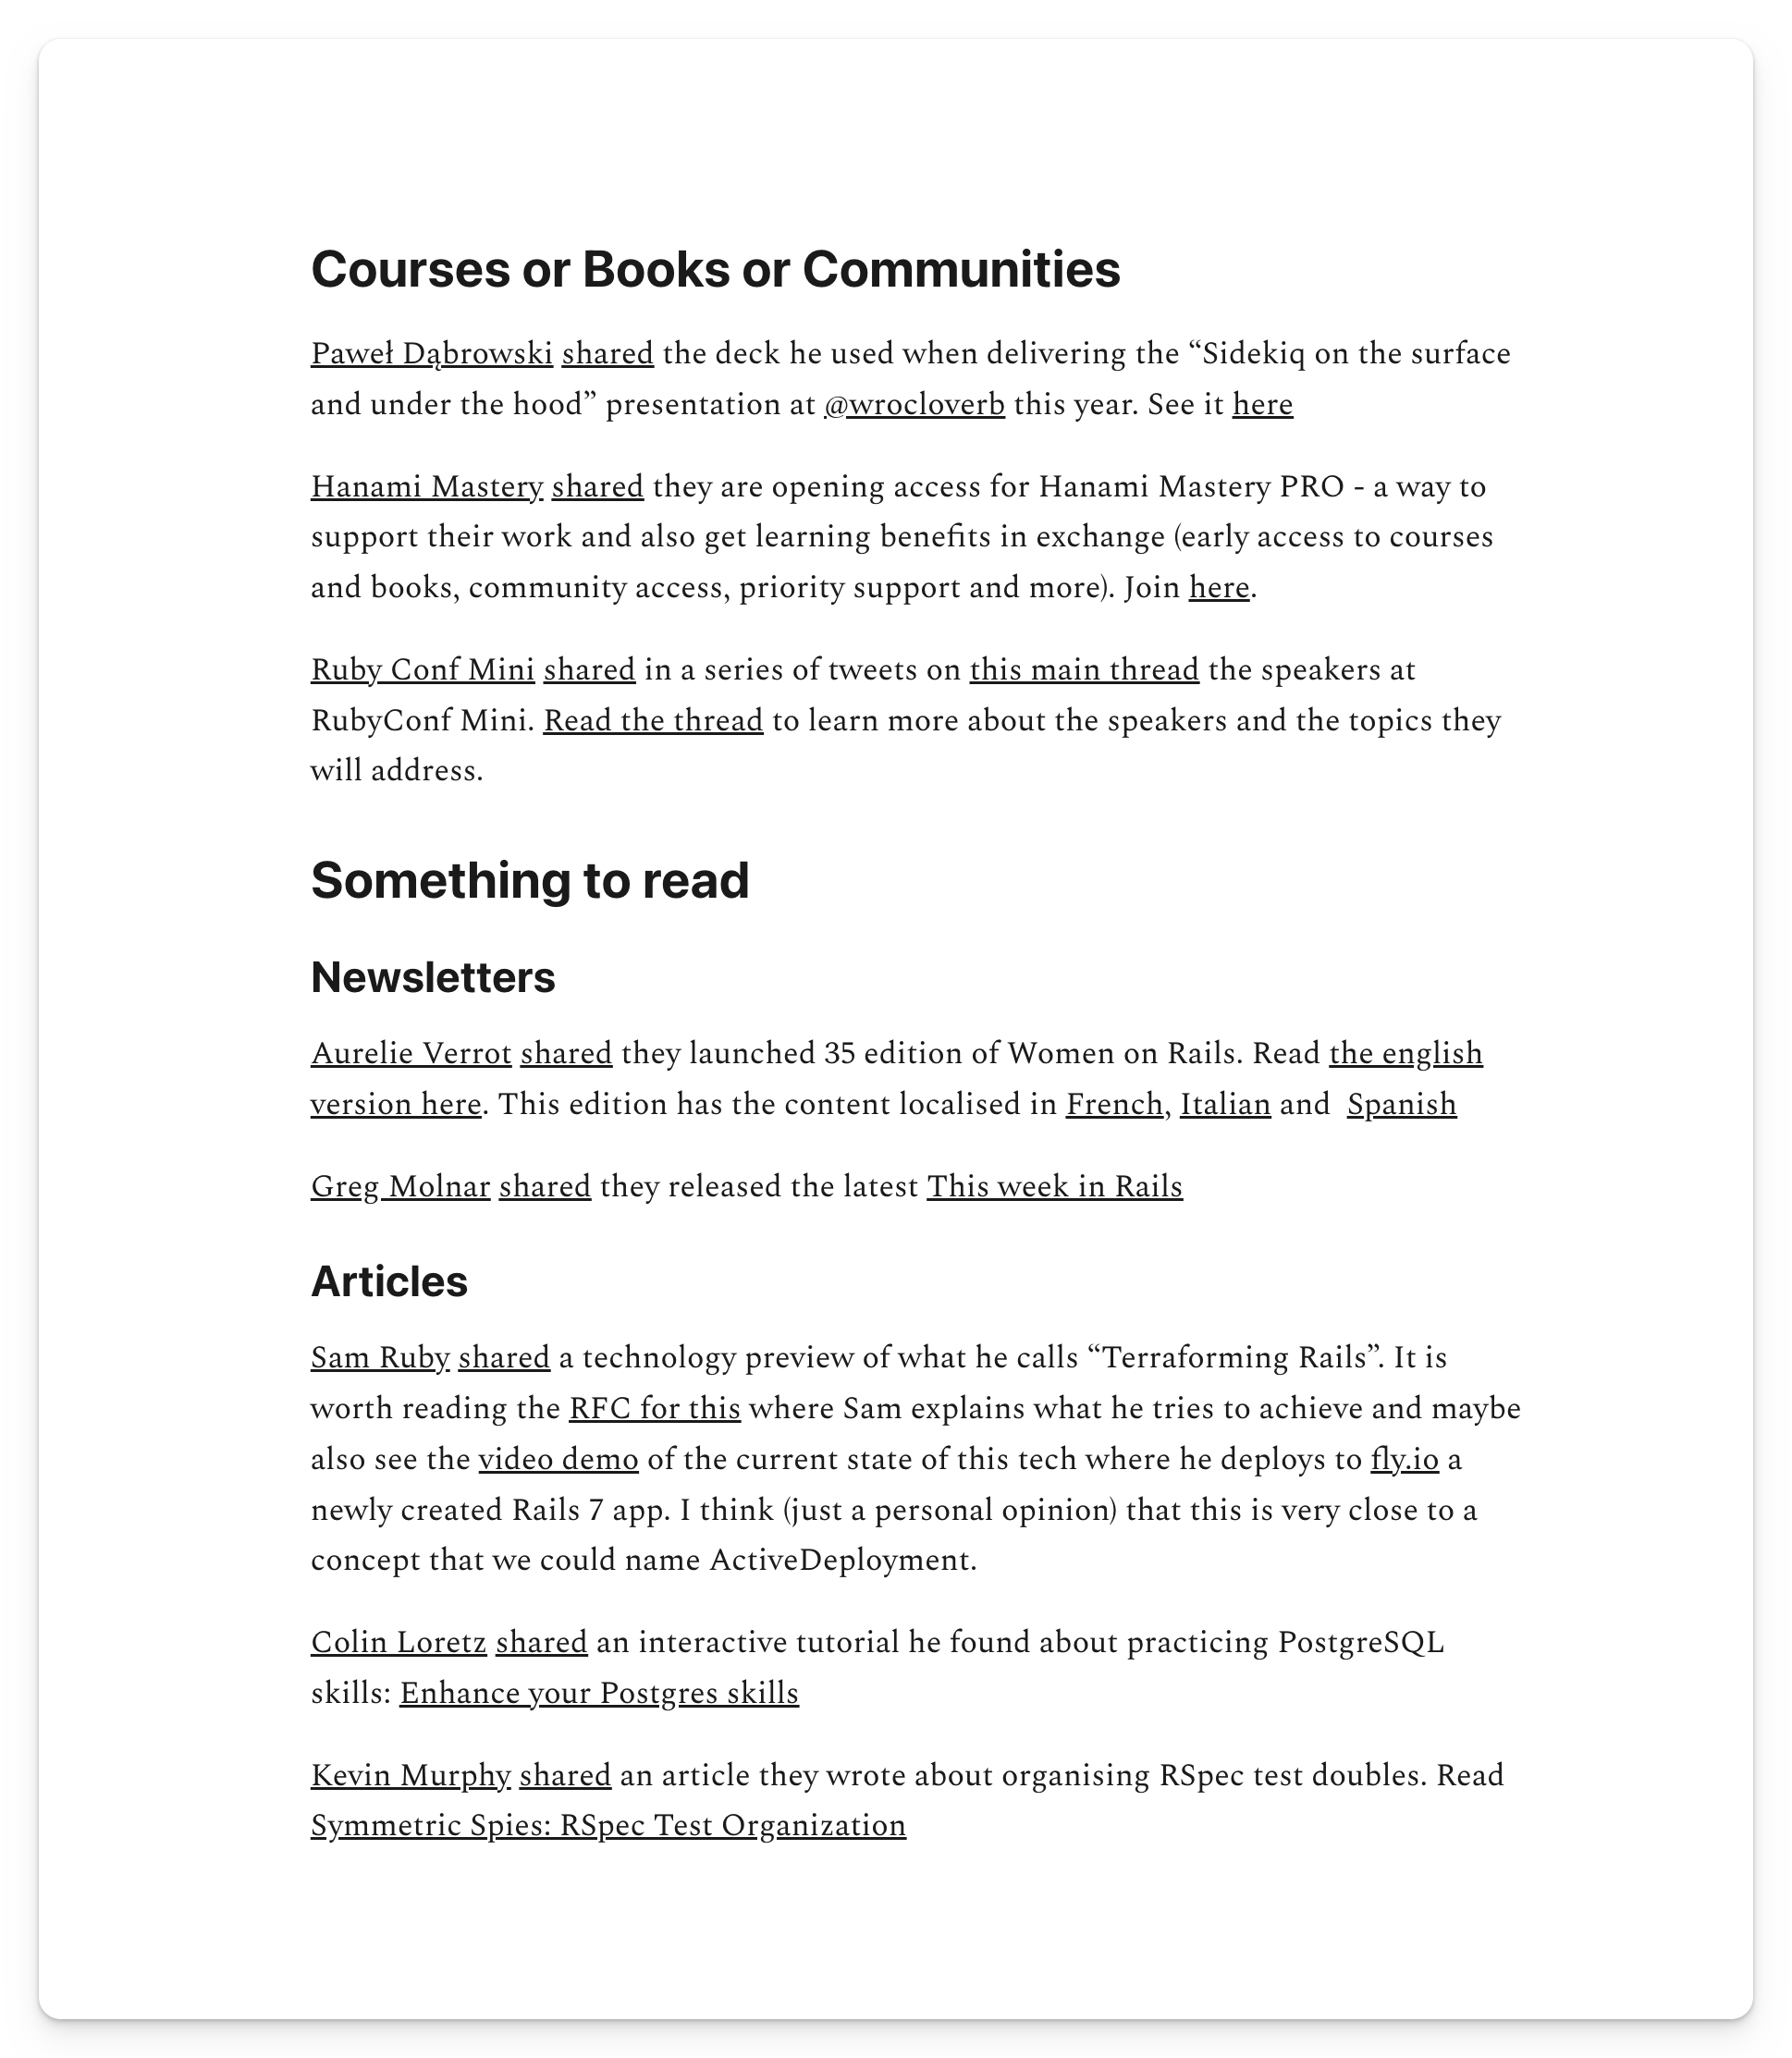 Courses or Books or Communities
Paweł Dąbrowski shared the deck he used when delivering the “Sidekiq on the surface
and under the hood” presentation at @wrocloverb this year. See it here
Hanami Mastery shared they are opening access for Hanami Mastery PRO - a way to
support their work and also get learning benefits in exchange (early access to courses
and books, community access, priority support and more). Join here.
Ruby Conf Mini shared in a series of tweets on this main thread the speakers at
RubyConf Mini. Read the thread to learn more about the speakers and the topics they
will address.
Something to read
Newsletters
Aurelie Verrot shared they launched 35 edition of Women on Rails. Read the english
version here. This edition has the content localised in French, Italian and  Spanish
Greg Molnar shared they released the latest This week in Rails
Articles
Sam Ruby shared a technology preview of what he calls “Terraforming Rails”. It is
worth reading the RFC for this where Sam explains what he tries to achieve and maybe
also see the video demo of the current state of this tech where he deploys to fly.io a
newly created Rails 7 app. I think (just a personal opinion) that this is very close to a
concept that we could name ActiveDeployment.
Colin Loretz shared an interactive tutorial he found about practicing PostgreSQL
skills: Enhance your Postgres skills
Kevin Murphy shared an article they wrote about organising RSpec test doubles. Read
Symmetric Spies: RSpec Test Organization